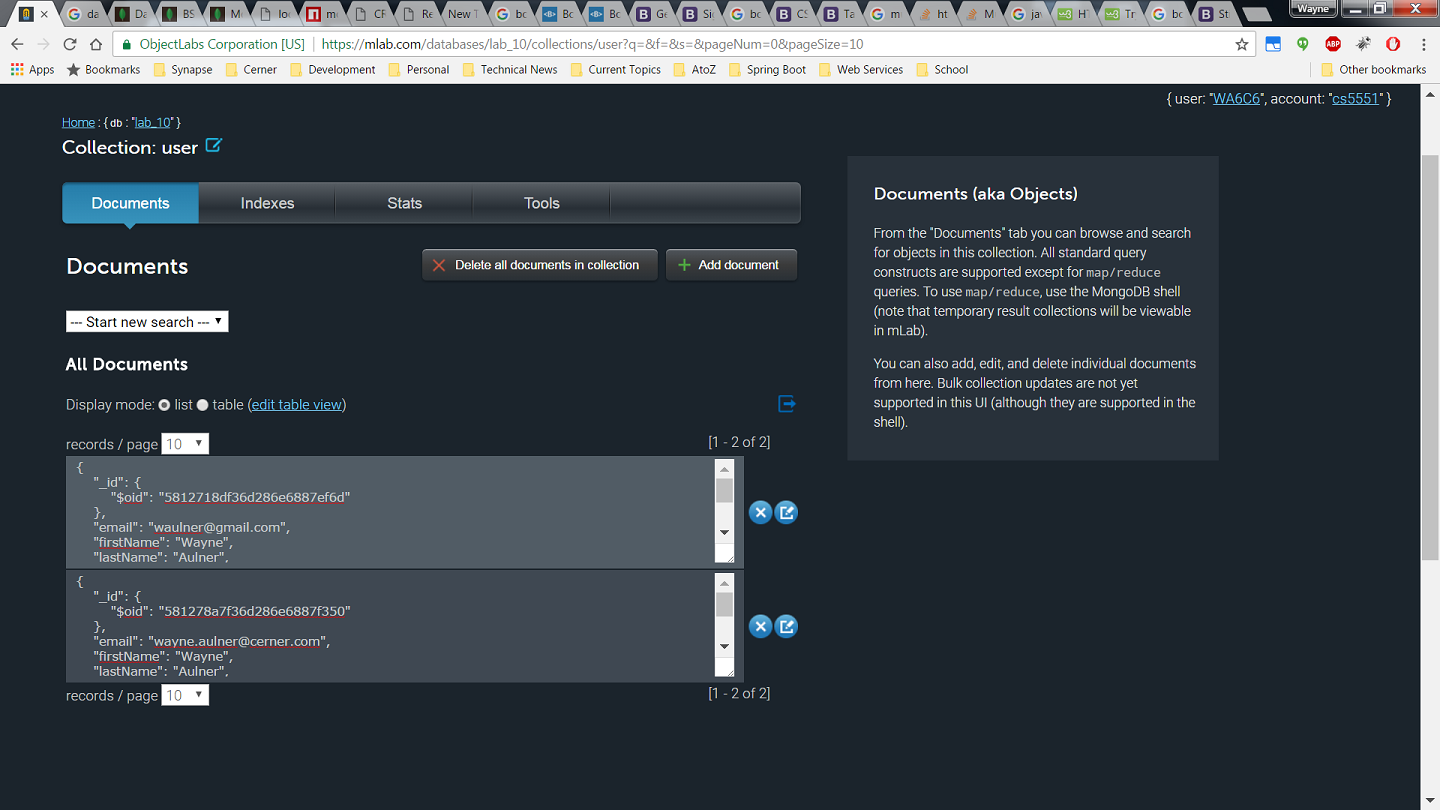 da
Da
BS
M
lo
m
CF
Re
New T
bc
Bc
Bc
Ge
Si
bc
CS
Ta
m
ht
M
ja
H
Tr
bc
St
Wayne
ObjectLabs Corporation [US] https://mlab.com/databases/lab_10/collections/user?q=&f=&s=&pageNum=0&pageSize=10
ABP
Apps Bookmarks Synapse Cerner Development Personal Technical News Current Topics AtoZ Spring Boot Web Services School Other bookmarks
{ user: "WA6C6", account: "cs5551" }
Home : { db : "lab_10" }
Collection: user
Documents Indexes Stats Tools
Documents
Delete all documents in collection
Add document
--- Start new search ---
All Documents
Display mode: list table (edit table view)
records / page 10 [1 - 2 of 2]
{
"_id": {
"$oid": "5812718df36d286e6887ef6d"
},
"email": "waulner@gmail.com",
"firstName": "Wayne",
"lastName": "Aulner",
{
"_id": {
"$oid": "581278a7f36d286e6887f350"
},
"email": "wayne.aulner@cerner.com",
"firstName": "Wayne",
"lastName": "Aulner",
records / page 10 [1 - 2 of 2]
Documents (aka Objects)
From the "Documents" tab you can browse and search
for objects in this collection. All standard query
constructs are supported except for map/reduce
queries. To use map/reduce, use the MongoDB shell
(note that temporary result collections will be viewable
in mLab).
You can also add, edit, and delete individual documents
from here. Bulk collection updates are not yet
supported in this UI (although they are supported in the
shell).